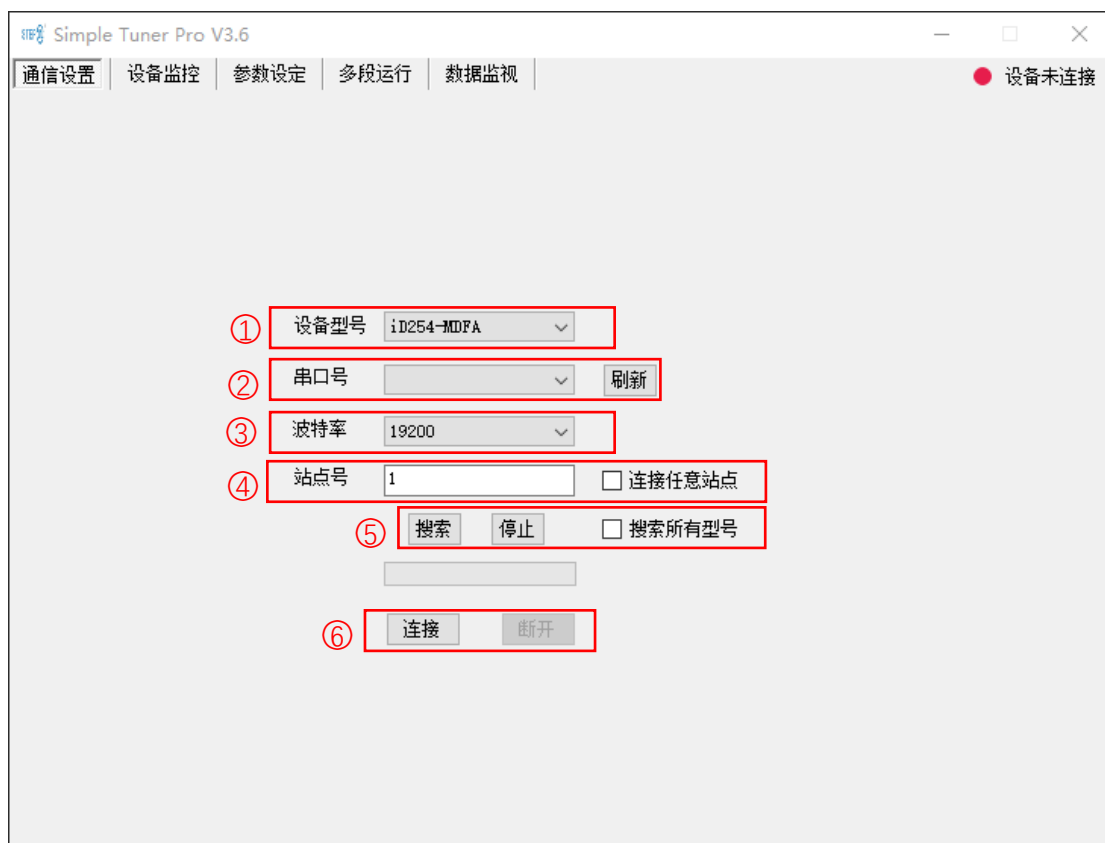 Simple Tuner Pro V3.6
通信设置 设备监控 参数设定 多段运行 数据监视 设备未连接
① 设备型号 iD254-MDFA
② 串口号 刷新
③ 波特率 19200
④ 站点号 1 连接任意站点
⑤ 搜索 停止 搜索所有型号
⑥ 连接 断开